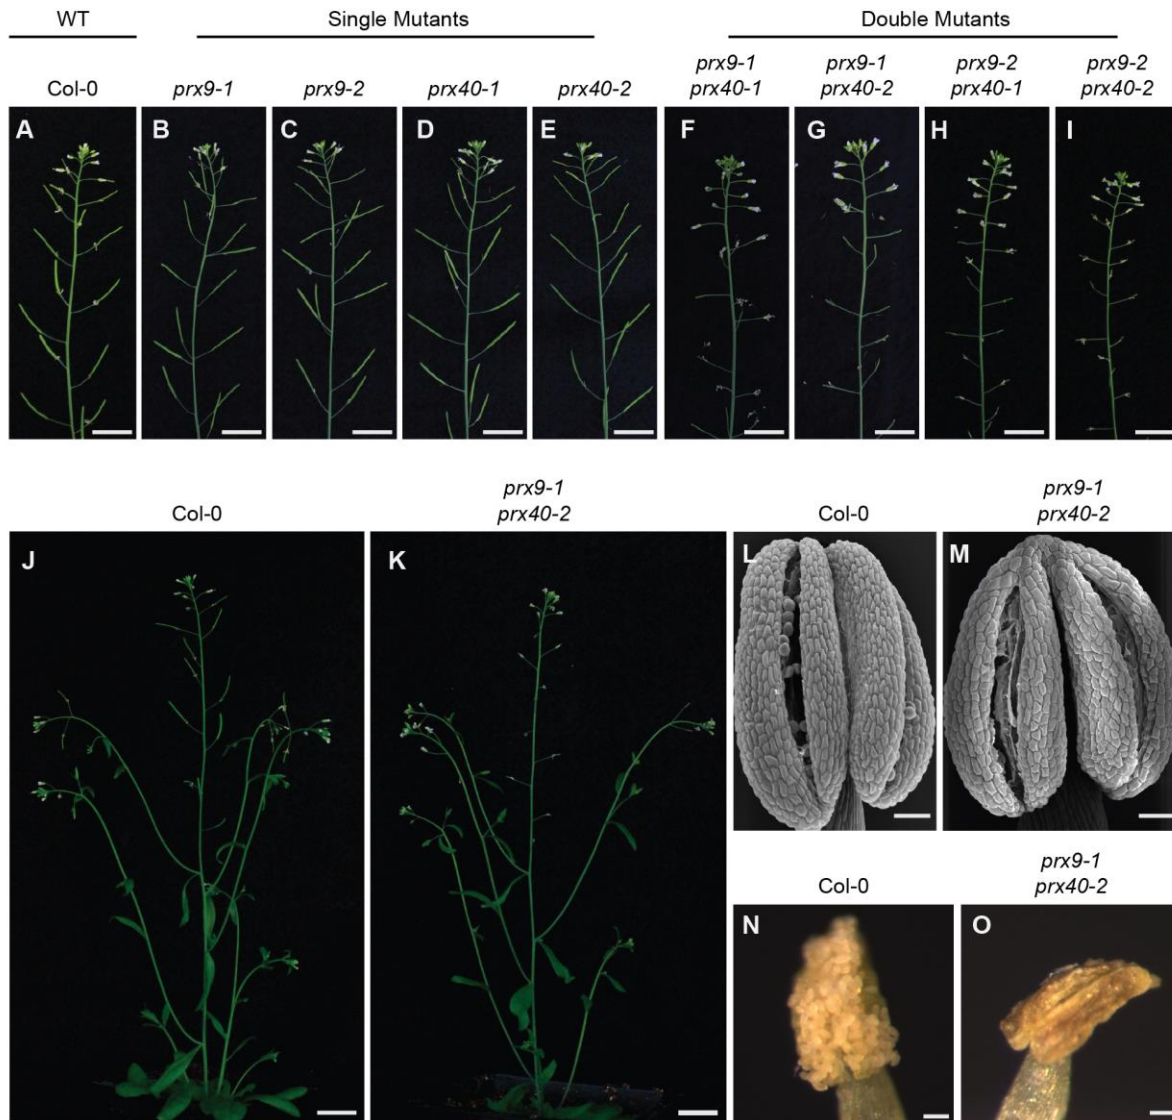 WT
Single Mutants
Double Mutants
Col-0
prx9-1
prx9-2
prx40-1
prx40-2
prx9-1
prx40-1
prx9-1
prx40-2
prx9-2
prx40-1
prx9-2
prx40-2
A
B
C
D
E
F
G
H
I
Col-0
prx9-1
prx40-2
Col-0
prx9-1
prx40-2
J
K
L
M
Col-0
prx9-1
prx40-2
N
O